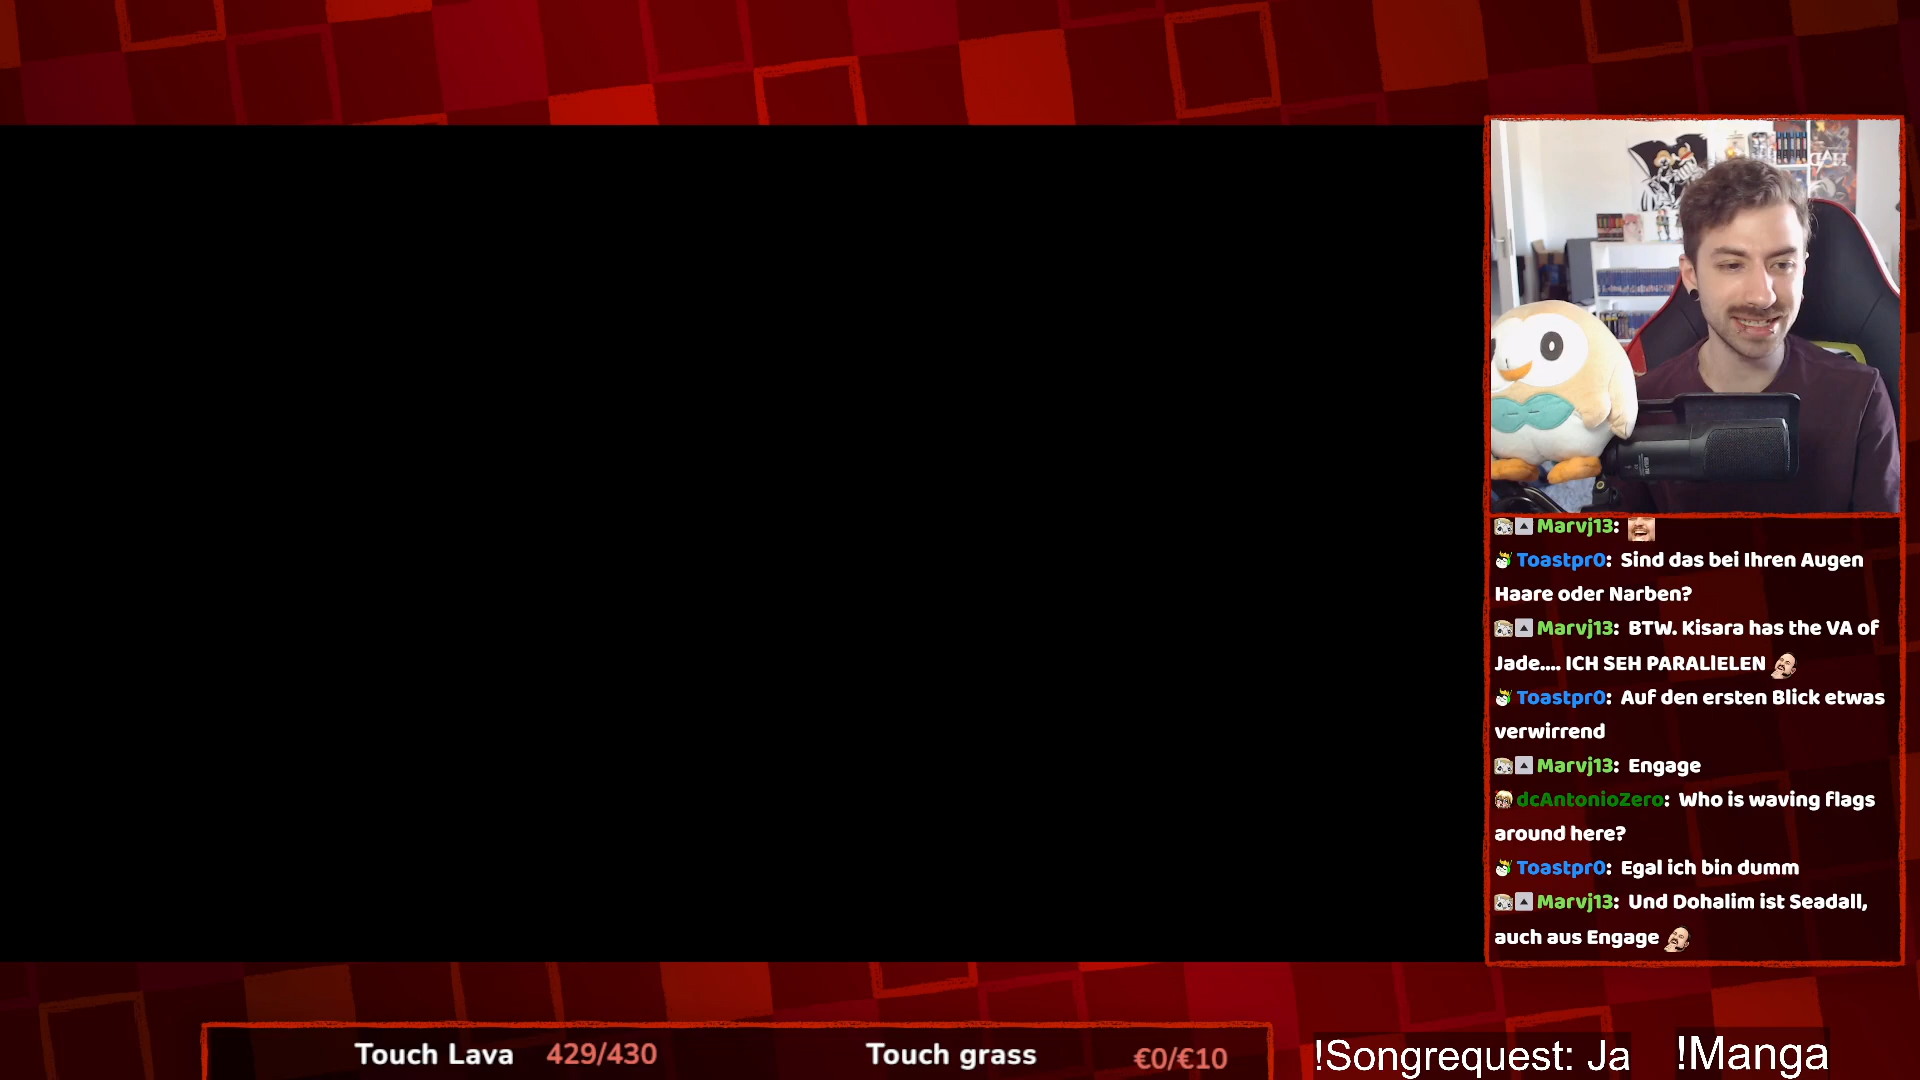 Marvj13:
Toastpr0: Sind das bei Ihren Augen
Haare oder Narben?
Marvj13: BTW. Kisara has the VA of
Jade.... ICH SEH PARALlELEN
Toastpr0: Auf den ersten Blick etwas
verwirrend
Marvj13: Engage
dcAntonioZero: Who is waving flags
around here?
Toastpr0: Egal ich bin dumm
Marvj13: Und Dohalim ist Seadall,
auch aus Engage
Touch Lava 429/430 Touch grass €0/€10 !Songrequest: Ja !Manga